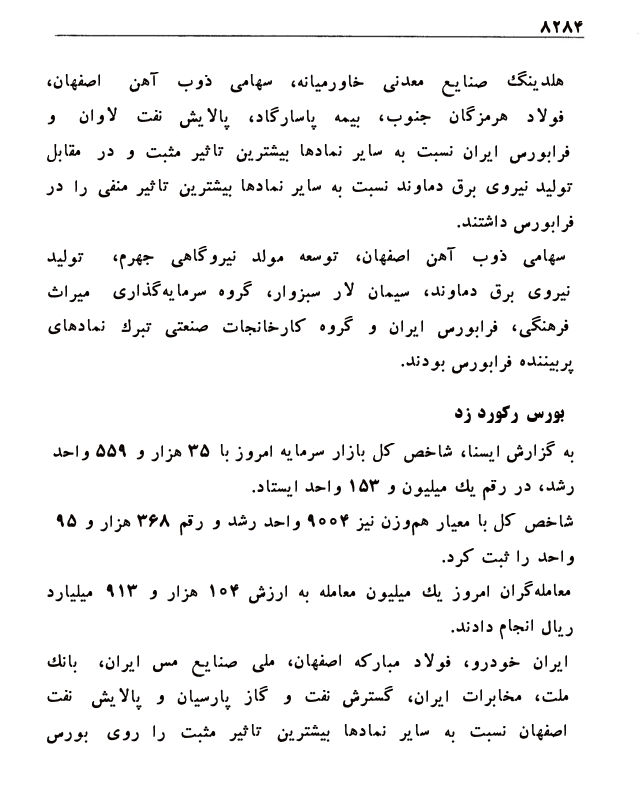 ۸۲۸۴
هلدینگ صنایع معدنی خاورمیانه، سهامی ذوب آهن اصفهان،
فولاد هرمزگان جنوب، بیمه پاسارگاد، پالایش نفت لاوان و
فرابورس ایران نسبت به سایر نمادها بیشترین تاثیر مثبت و در مقابل
تولید نیروی برق دماوند نسبت به سایر نمادها بیشترین تاثیر منفی را در
فرابورس داشتند.
سهامی ذوب آهن اصفهان، توسعه مولد نیروگاهی جهرم، تولید
نیروی برق دماوند، سیمان لار سبزوار، گروه سرمایه‌گذاری میراث
فرهنگی، فرابورس ایران و گروه کارخانجات صنعتی تبرک نمادهای
پربیننده فرابورس بودند.
بورس رکورد زد
به گزارش ایسنا، شاخص کل بازار سرمایه امروز با ۳۵ هزار و ۵۵۹ واحد
رشد، در رقم یک میلیون و ۱۵۳ واحد ایستاد.
شاخص کل با معیار هم‌وزن نیز ۹۰۰۴ واحد رشد و رقم ۳۶۸ هزار و ۹۵
واحد را ثبت کرد.
معامله‌گران امروز یک میلیون معامله به ارزش ۱۰۴ هزار و ۹۱۳ میلیارد
ریال انجام دادند.
ایران خودرو، فولاد مبارکه اصفهان، ملی صنایع مس ایران، بانک
ملت، مخابرات ایران، گسترش نفت و گاز پارسیان و پالایش نفت
اصفهان نسبت به سایر نمادها بیشترین تاثیر مثبت را روی بورس